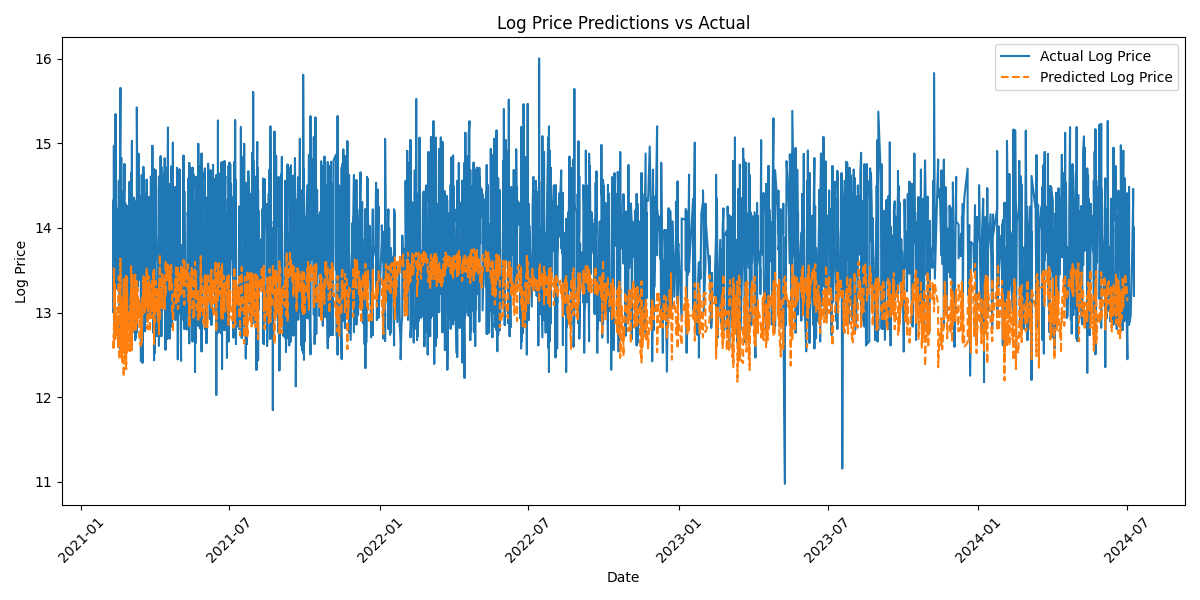 Log Price Predictions vs Actual
Actual Log Price
Predicted Log Price
Log Price
16
15
14
13
12
11
2021-01
2021-07
2022-01
2022-07
2023-01
2023-07
2024-01
2024-07
Date